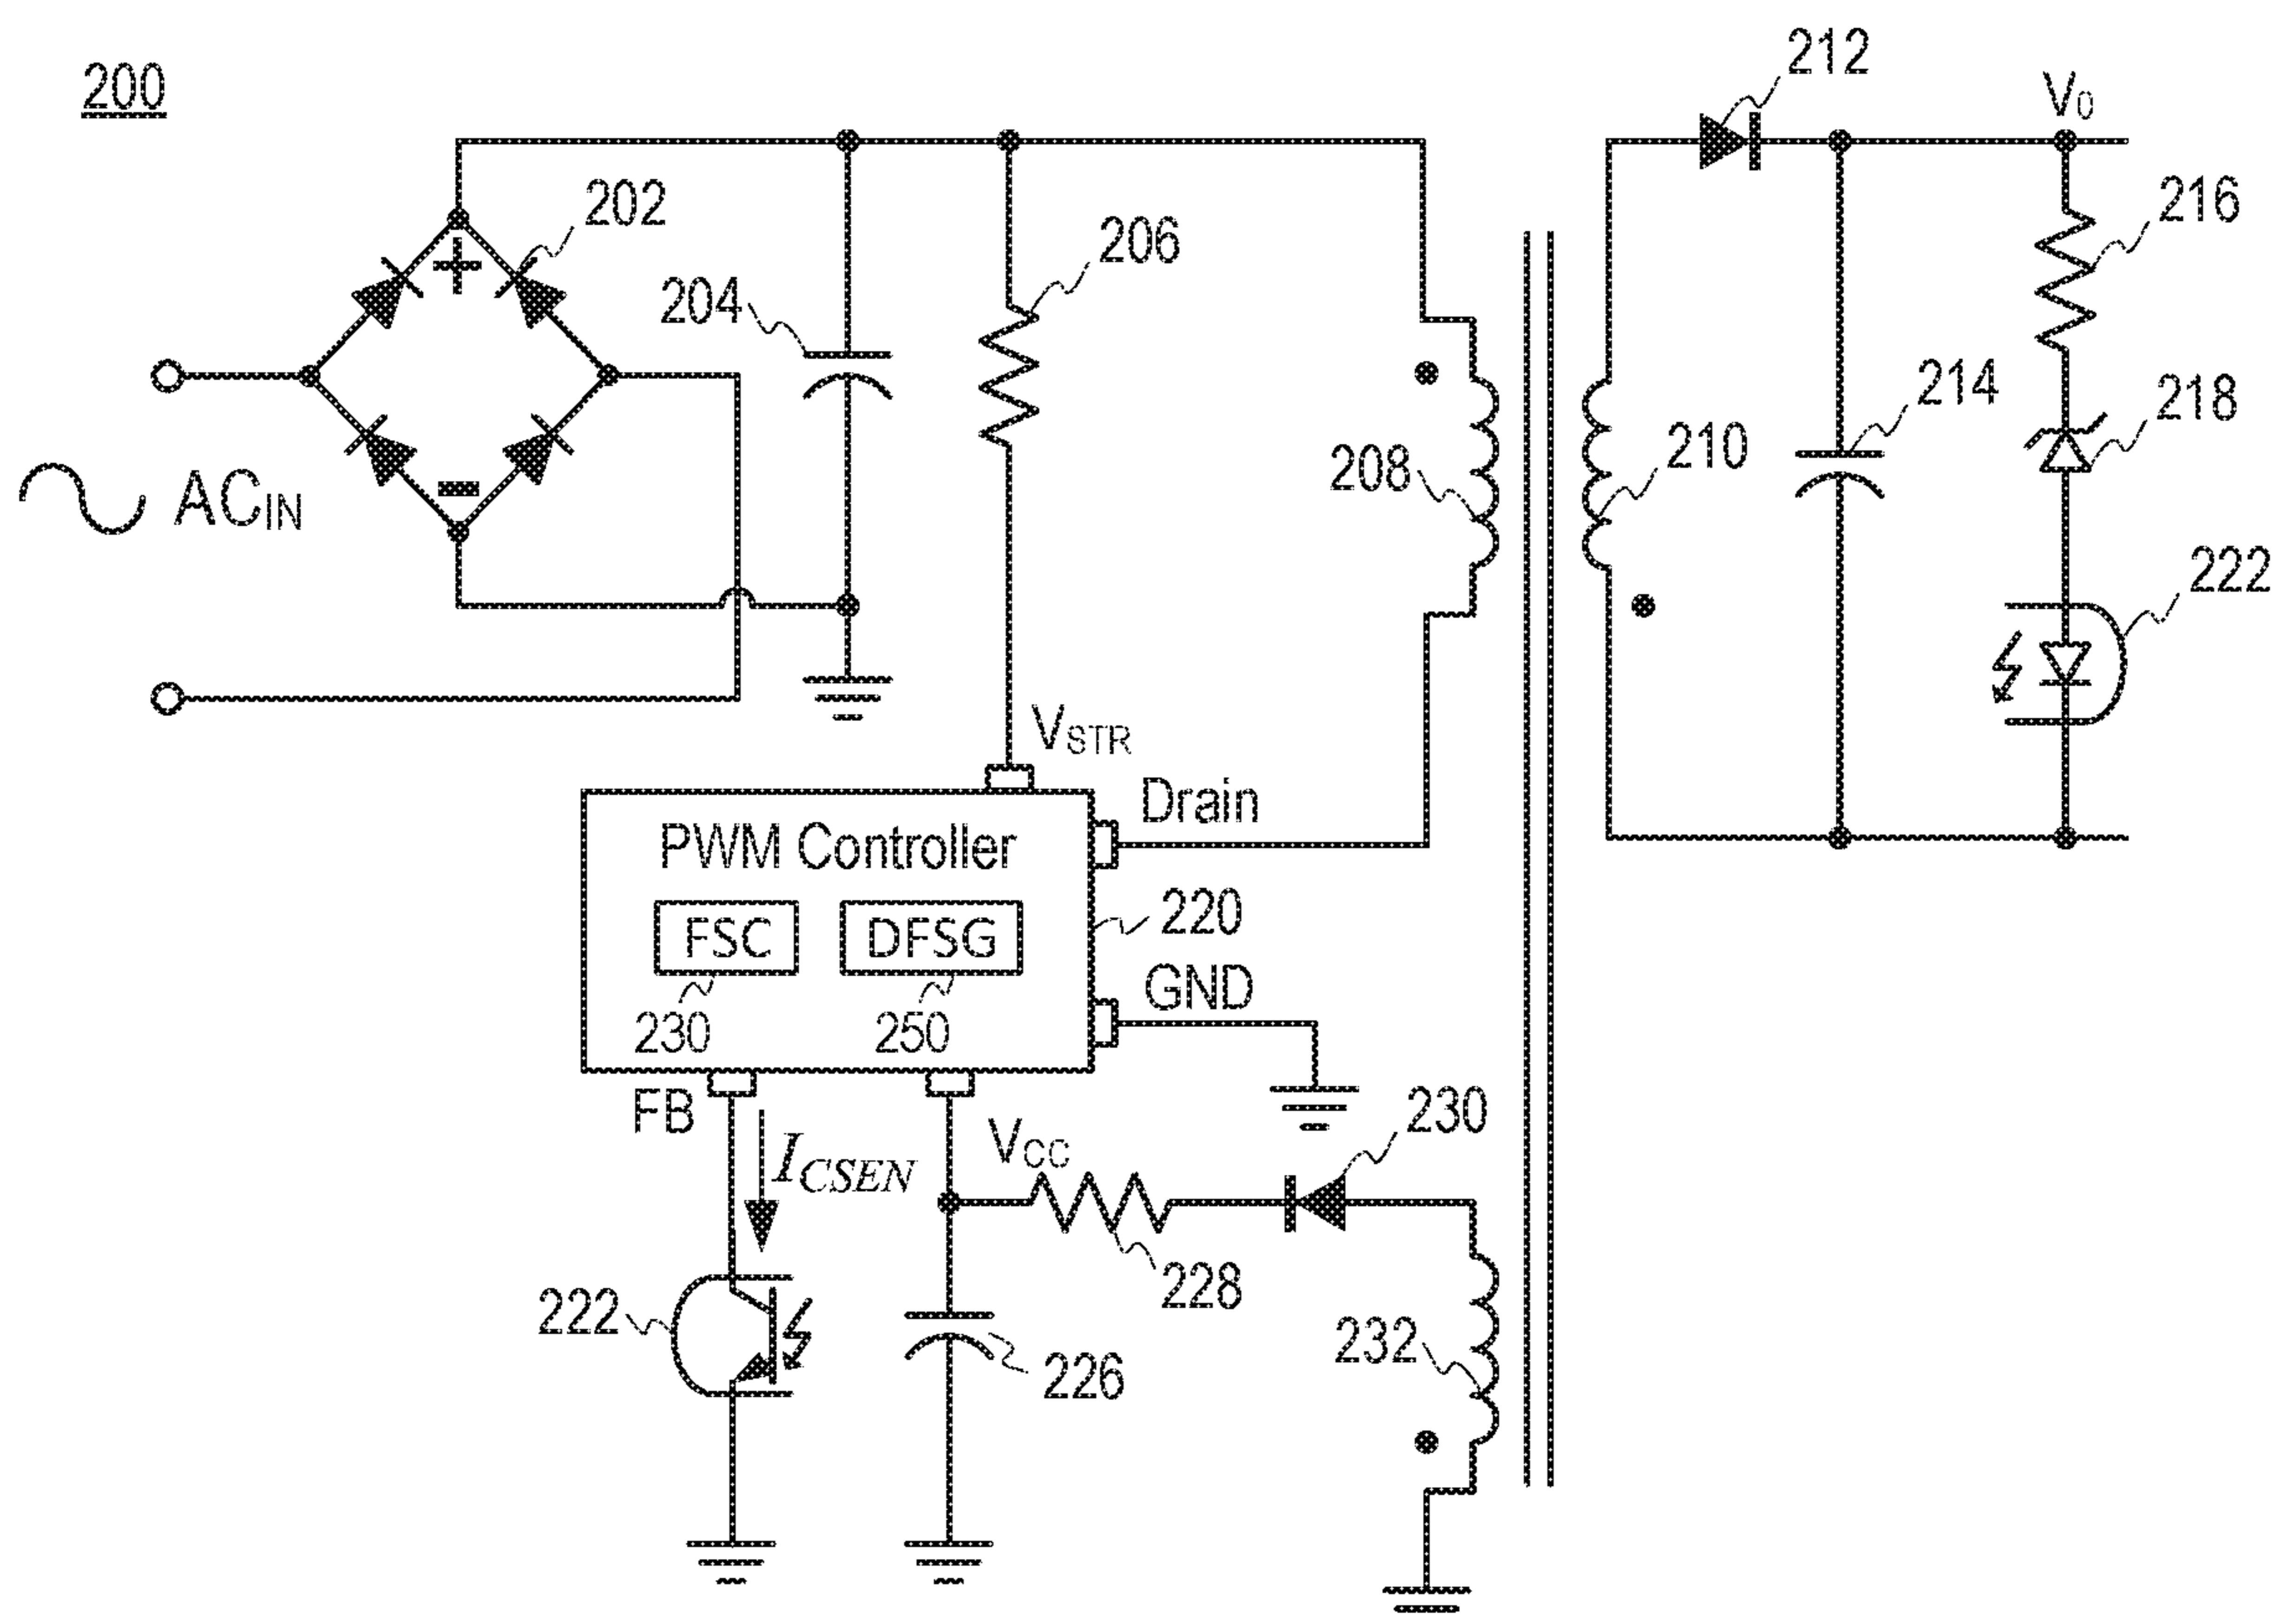 200
212
V0
202
216
206
204
214
218
208
210
ACIN
222
VSTR
Drain
PWM Controller
220
FSC
DFSG
GND
230
250
FB
230
VCC
ICSEN
228
222
232
226